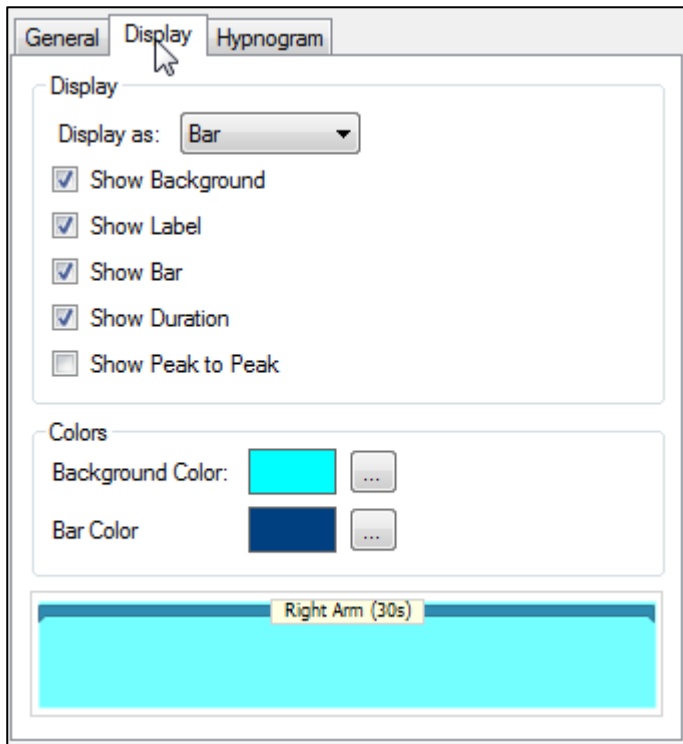 General Display Hypnogram
Display
Display as: Bar
Show Background
Show Label
Show Bar
Show Duration
Show Peak to Peak
Colors
Background Color: ...
Bar Color ...
Right Arm (30s)